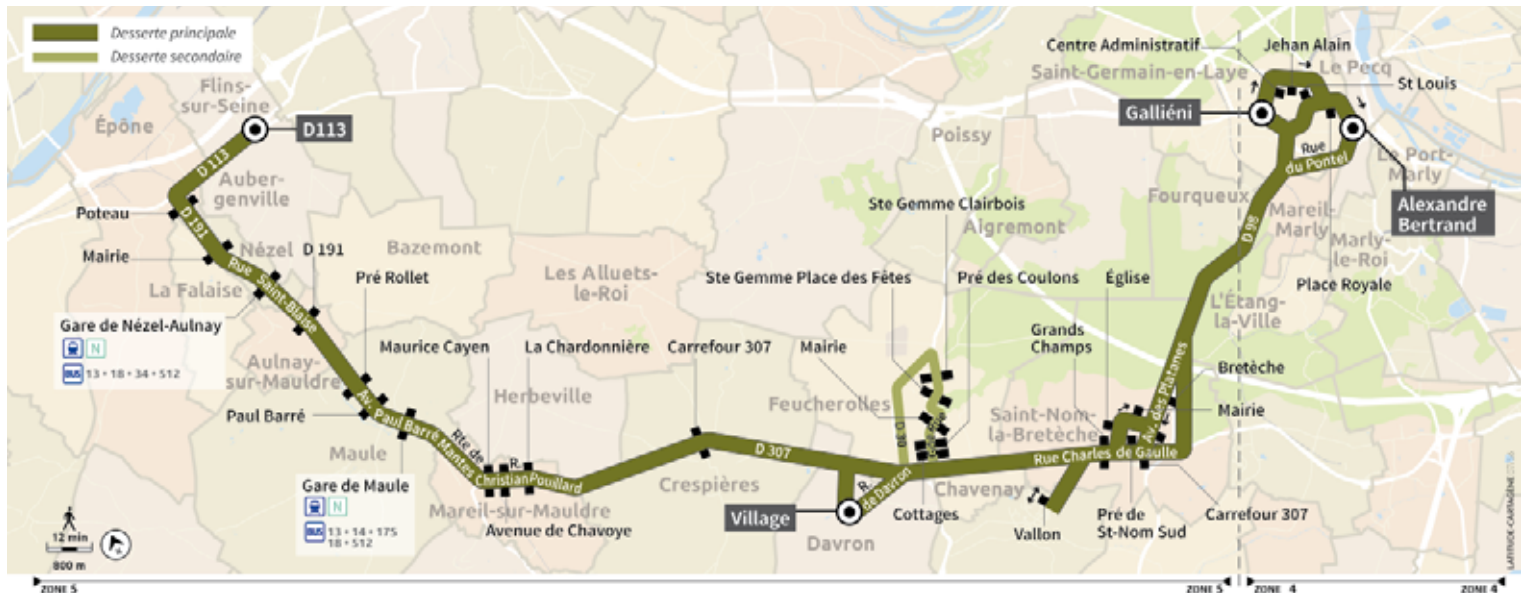 Desserte principale
Desserte secondaire
Centre Administratif
Jehan Alain
Saint-Germain-en-Laye
Le Pecq
St Louis
Flins-
sur-Seine
Épône
D113
Galliéni
Poissy
D 113
Auber-
genville
Rue
du Pontel
Le Port-
Marly
Fourqueux
Alexandre
Bertrand
Poteau
D 191
Ste Gemme Clairbois
Aigremont
Mareil-
Marly
D 98
Marly-
le-Roi
Mairie
Nézel
D 191
Bazemont
Rue Saint-Blaise
La Falaise
Pré Rollet
Les Alluets-
le-Roi
Ste Gemme Place des Fêtes
Pré des Coulons
Église
Place Royale
L'Étang-
la-Ville
Gare de Nézel-Aulnay
N
BUS 13 • 18 • 34 • 512
Maurice Cayen
La Chardonnière
Carrefour 307
Mairie
Grands
Champs
Aulnay-
sur-Mauldre
Herbeville
Bretèche
Av. des Platanes
Feucherolles
Saint-Nom-
la-Bretèche
Mairie
Paul Barré
Av. Paul Barré
D 30
Maule
Rte de
Mantes
R.
Christian Pouillard
D 307
Rue Charles de Gaulle
Gare de Maule
N
BUS 13 • 14 • 175
18 • 512
Mareil-sur-Mauldre
Crespières
R.
de Davron
Chavenay
Village
Avenue de Chavoye
Cottages
Vallon
Pré de
St-Nom Sud
Carrefour 307
Davron
12 min
800 m
ZONE 5
ZONE 5
ZONE 4
ZONE 4